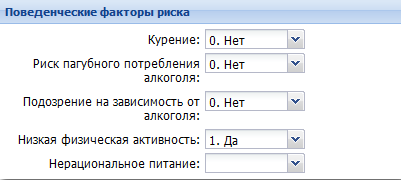 Поведенческие факторы риска
Курение: 0. Нет
Риск пагубного потребления
алкоголя: 0. Нет
Подозрение на зависимость от
алкоголя: 0. Нет
Низкая физическая активность: 1. Да
Нерациональное питание: